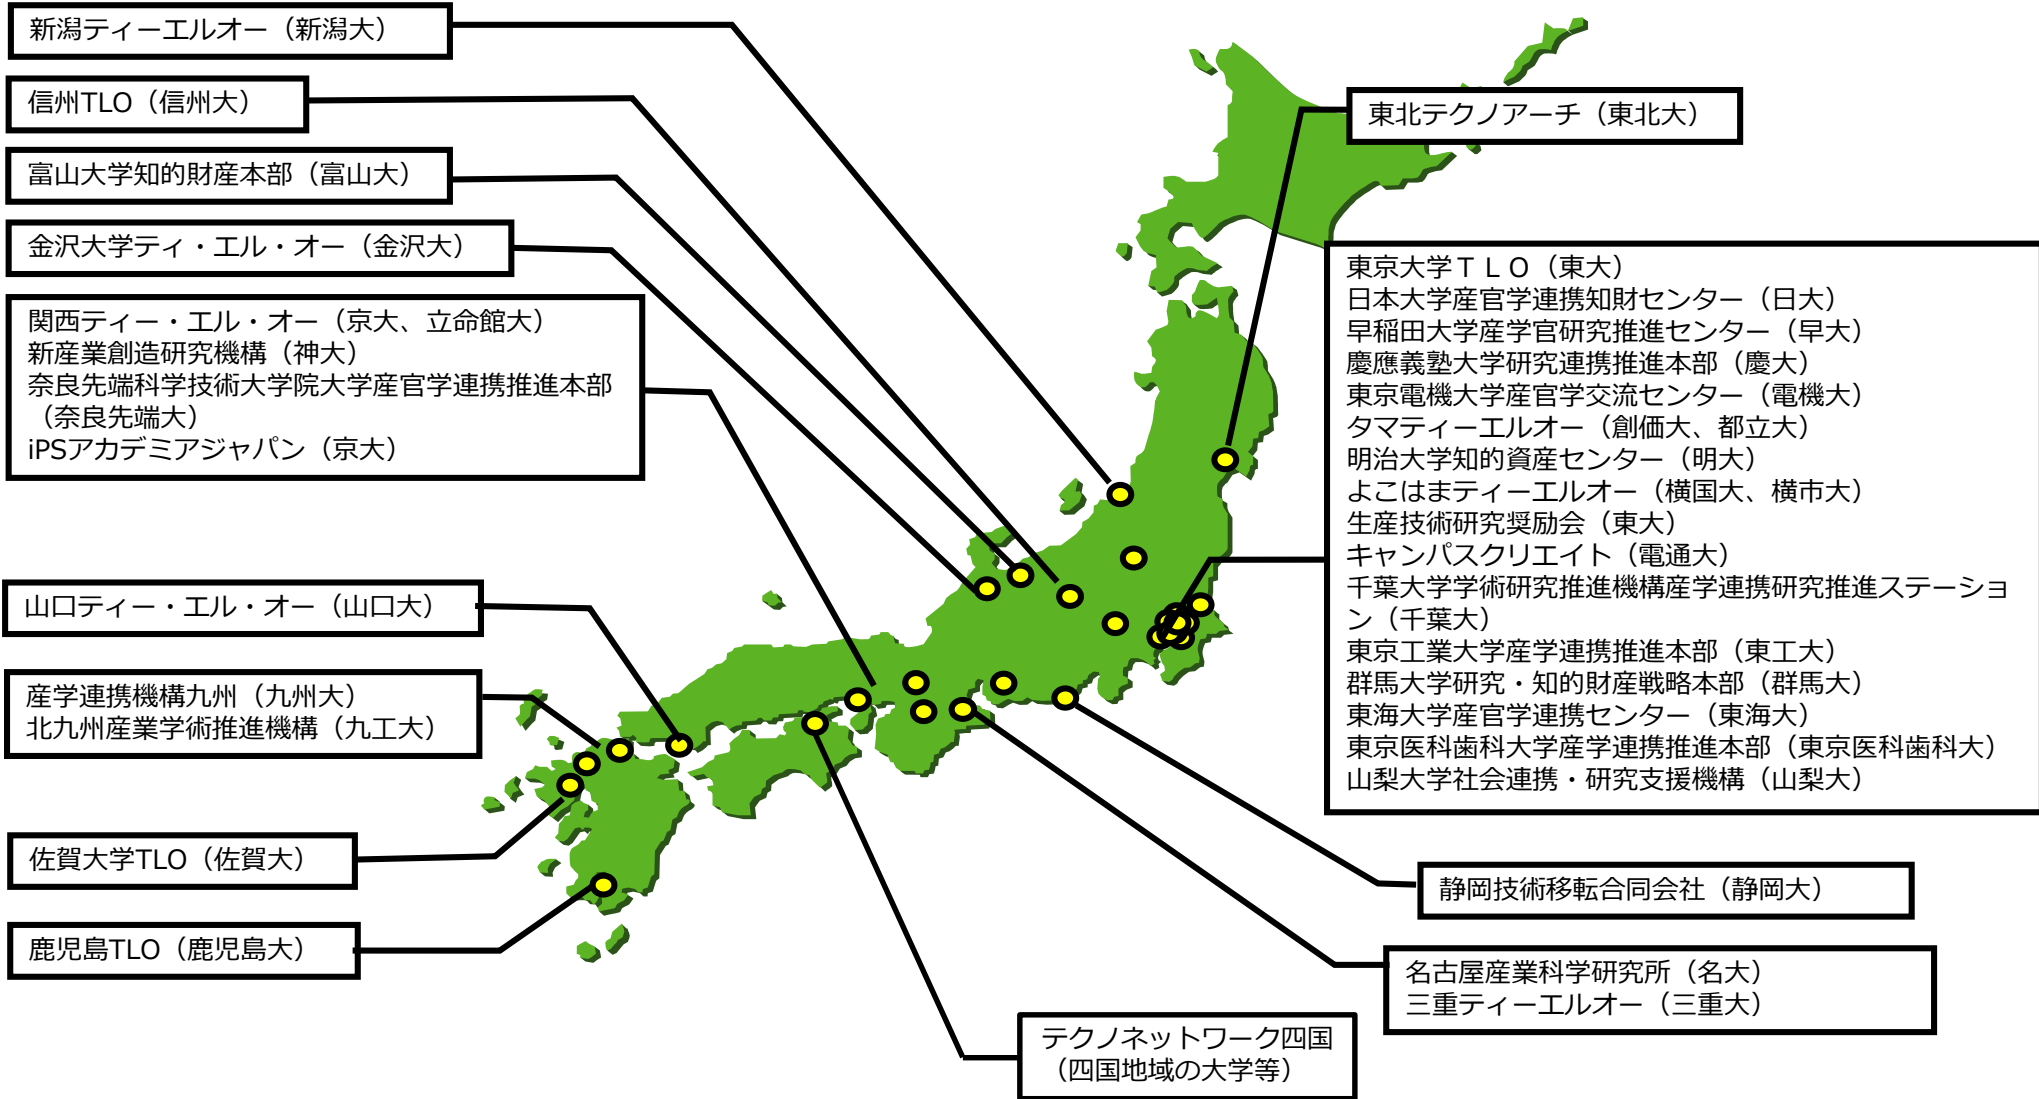 新潟ティーエルオー（新潟大）
信州TLO（信州大）
富山大学知的財産本部（富山大）
金沢大学ティ・エル・オー（金沢大）
関西ティー・エル・オー（京大、立命館大）
新産業創造研究機構（神大）
奈良先端科学技術大学院大学産官学連携推進本部
（奈良先端大）
iPSアカデミアジャパン（京大）
山口ティー・エル・オー（山口大）
産学連携機構九州（九州大）
北九州産業学術推進機構（九工大）
佐賀大学TLO（佐賀大）
鹿児島TLO（鹿児島大）
東北テクノアーチ（東北大）
東京大学ＴＬＯ（東大）
日本大学産官学連携知財センター（日大）
早稲田大学産学官研究推進センター（早大）
慶應義塾大学研究連携推進本部（慶大）
東京電機大学産官学交流センター（電機大）
タマティーエルオー（創価大、都立大）
明治大学知的資産センター（明大）
よこはまティーエルオー（横国大、横市大）
生産技術研究奨励会（東大）
キャンパスクリエイト（電通大）
千葉大学学術研究推進機構産学連携研究推進ステーショ
ン（千葉大）
東京工業大学産学連携推進本部（東工大）
群馬大学研究・知的財産戦略本部（群馬大）
東海大学産官学連携センター（東海大）
東京医科歯科大学産学連携推進本部（東京医科歯科大）
山梨大学社会連携・研究支援機構（山梨大）
静岡技術移転合同会社（静岡大）
名古屋産業科学研究所（名大）
三重ティーエルオー（三重大）
テクノネットワーク四国
（四国地域の大学等）